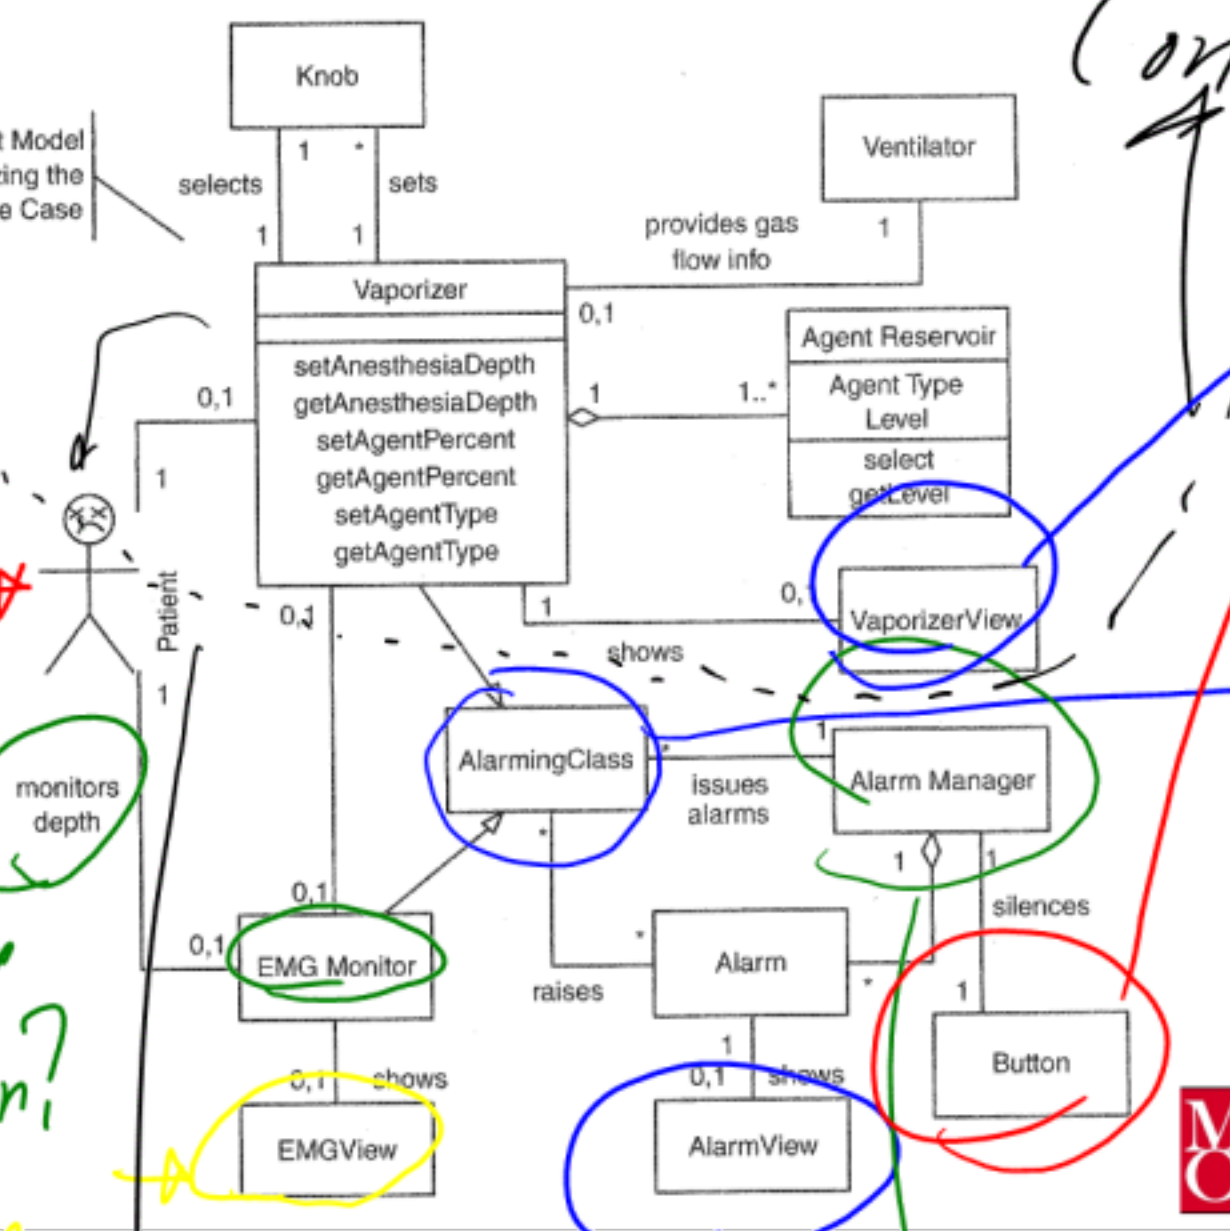 Knob
(or
t Model
zing the
e Case
1 *
selects sets
1 1
Ventilator
1
provides gas
flow info
Vaporizer
0,1
setAnesthesiaDepth
getAnesthesiaDepth
setAgentPercent
getAgentPercent
setAgentType
getAgentType
Agent Reservoir
Agent Type
Level
select
getLevel
1 1..*
0,1
1
Patient
1
0,1
1 0,
VaporizerView
shows
monitors
depth
AlarmingClass
* 1
issues
alarms
Alarm Manager
1 1
silences
1
Button
*
*
raises
Alarm
*
0,1
0,1
EMG Monitor
0,1 shows
EMGView
1
0,1 shows
AlarmView
n?
M